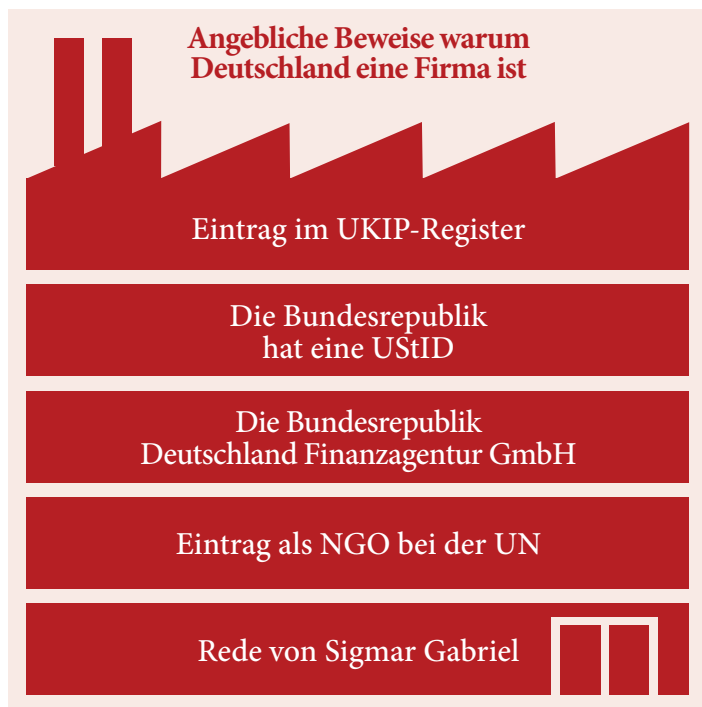 Angebliche Beweise warum
Deutschland eine Firma ist
Eintrag im UKIP-Register
Die Bundesrepublik
hat eine UStID
Die Bundesrepublik
Deutschland Finanzagentur GmbH
Eintrag als NGO bei der UN
Rede von Sigmar Gabriel